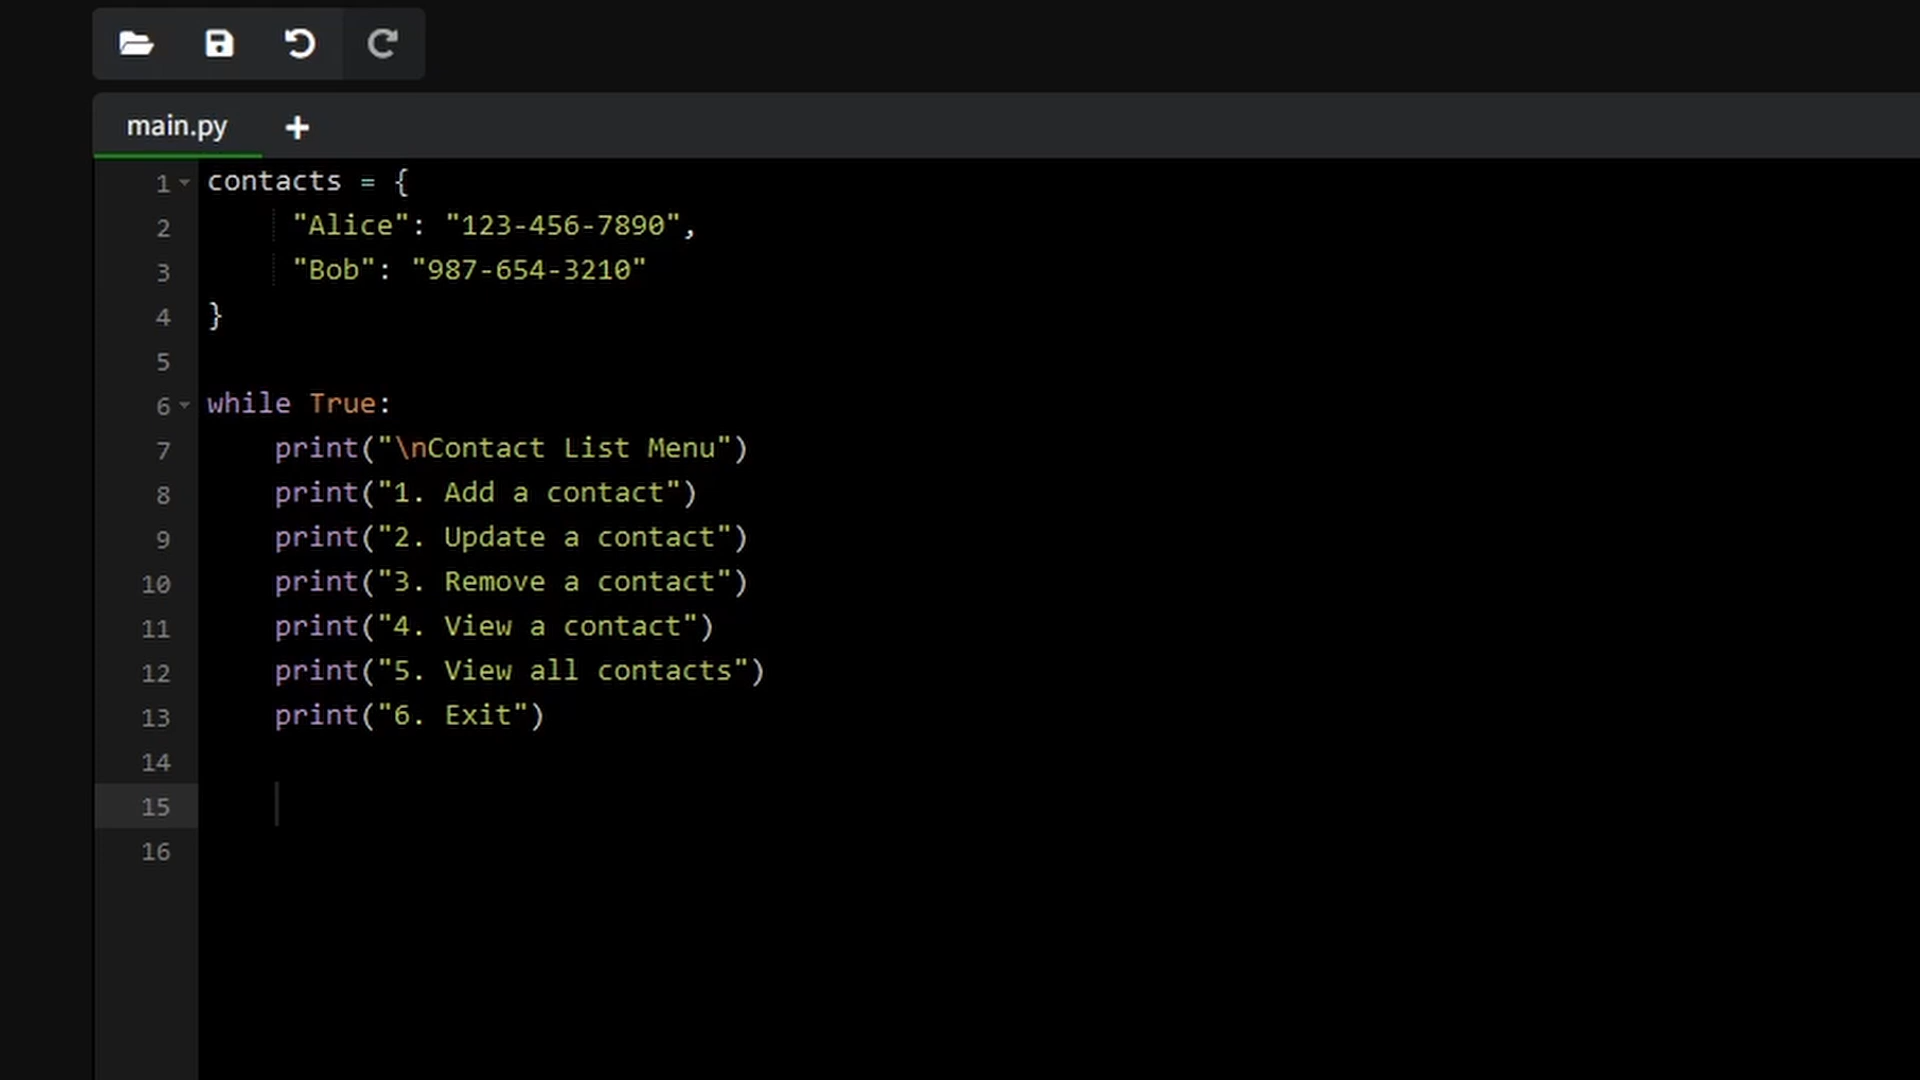 main.py
1 contacts = {
2 "Alice": "123-456-7890",
3 "Bob": "987-654-3210"
4 }
5
6 while True:
7 print("\nContact List Menu")
8 print("1. Add a contact")
9 print("2. Update a contact")
10 print("3. Remove a contact")
11 print("4. View a contact")
12 print("5. View all contacts")
13 print("6. Exit")
14
15
16